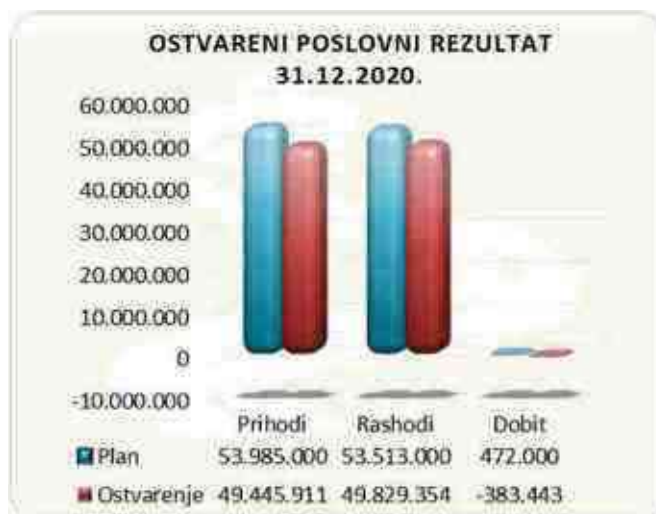 OSTVARENI POSLOVNI REZULTAT
31.12.2020.
60.000.000
50.000.000
40.000.000
30.000.000
20.000.000
10.000.000
0
-10.000.000
Prihodi Rashodi Dobit
Plan 53.985.000 53.513.000 472.000
Ostvarenje 49.445.911 49.829.354 -383.443